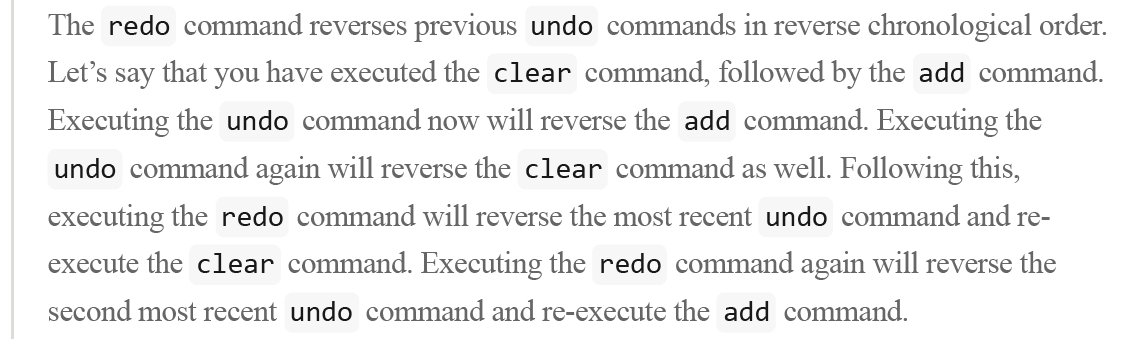 The redo command reverses previous undo commands in reverse chronological order.
Let’s say that you have executed the clear command, followed by the add command.
Executing the undo command now will reverse the add command. Executing the
undo command again will reverse the clear command as well. Following this,
executing the redo command will reverse the most recent undo command and re-
execute the clear command. Executing the redo command again will reverse the
second most recent undo command and re-execute the add command.